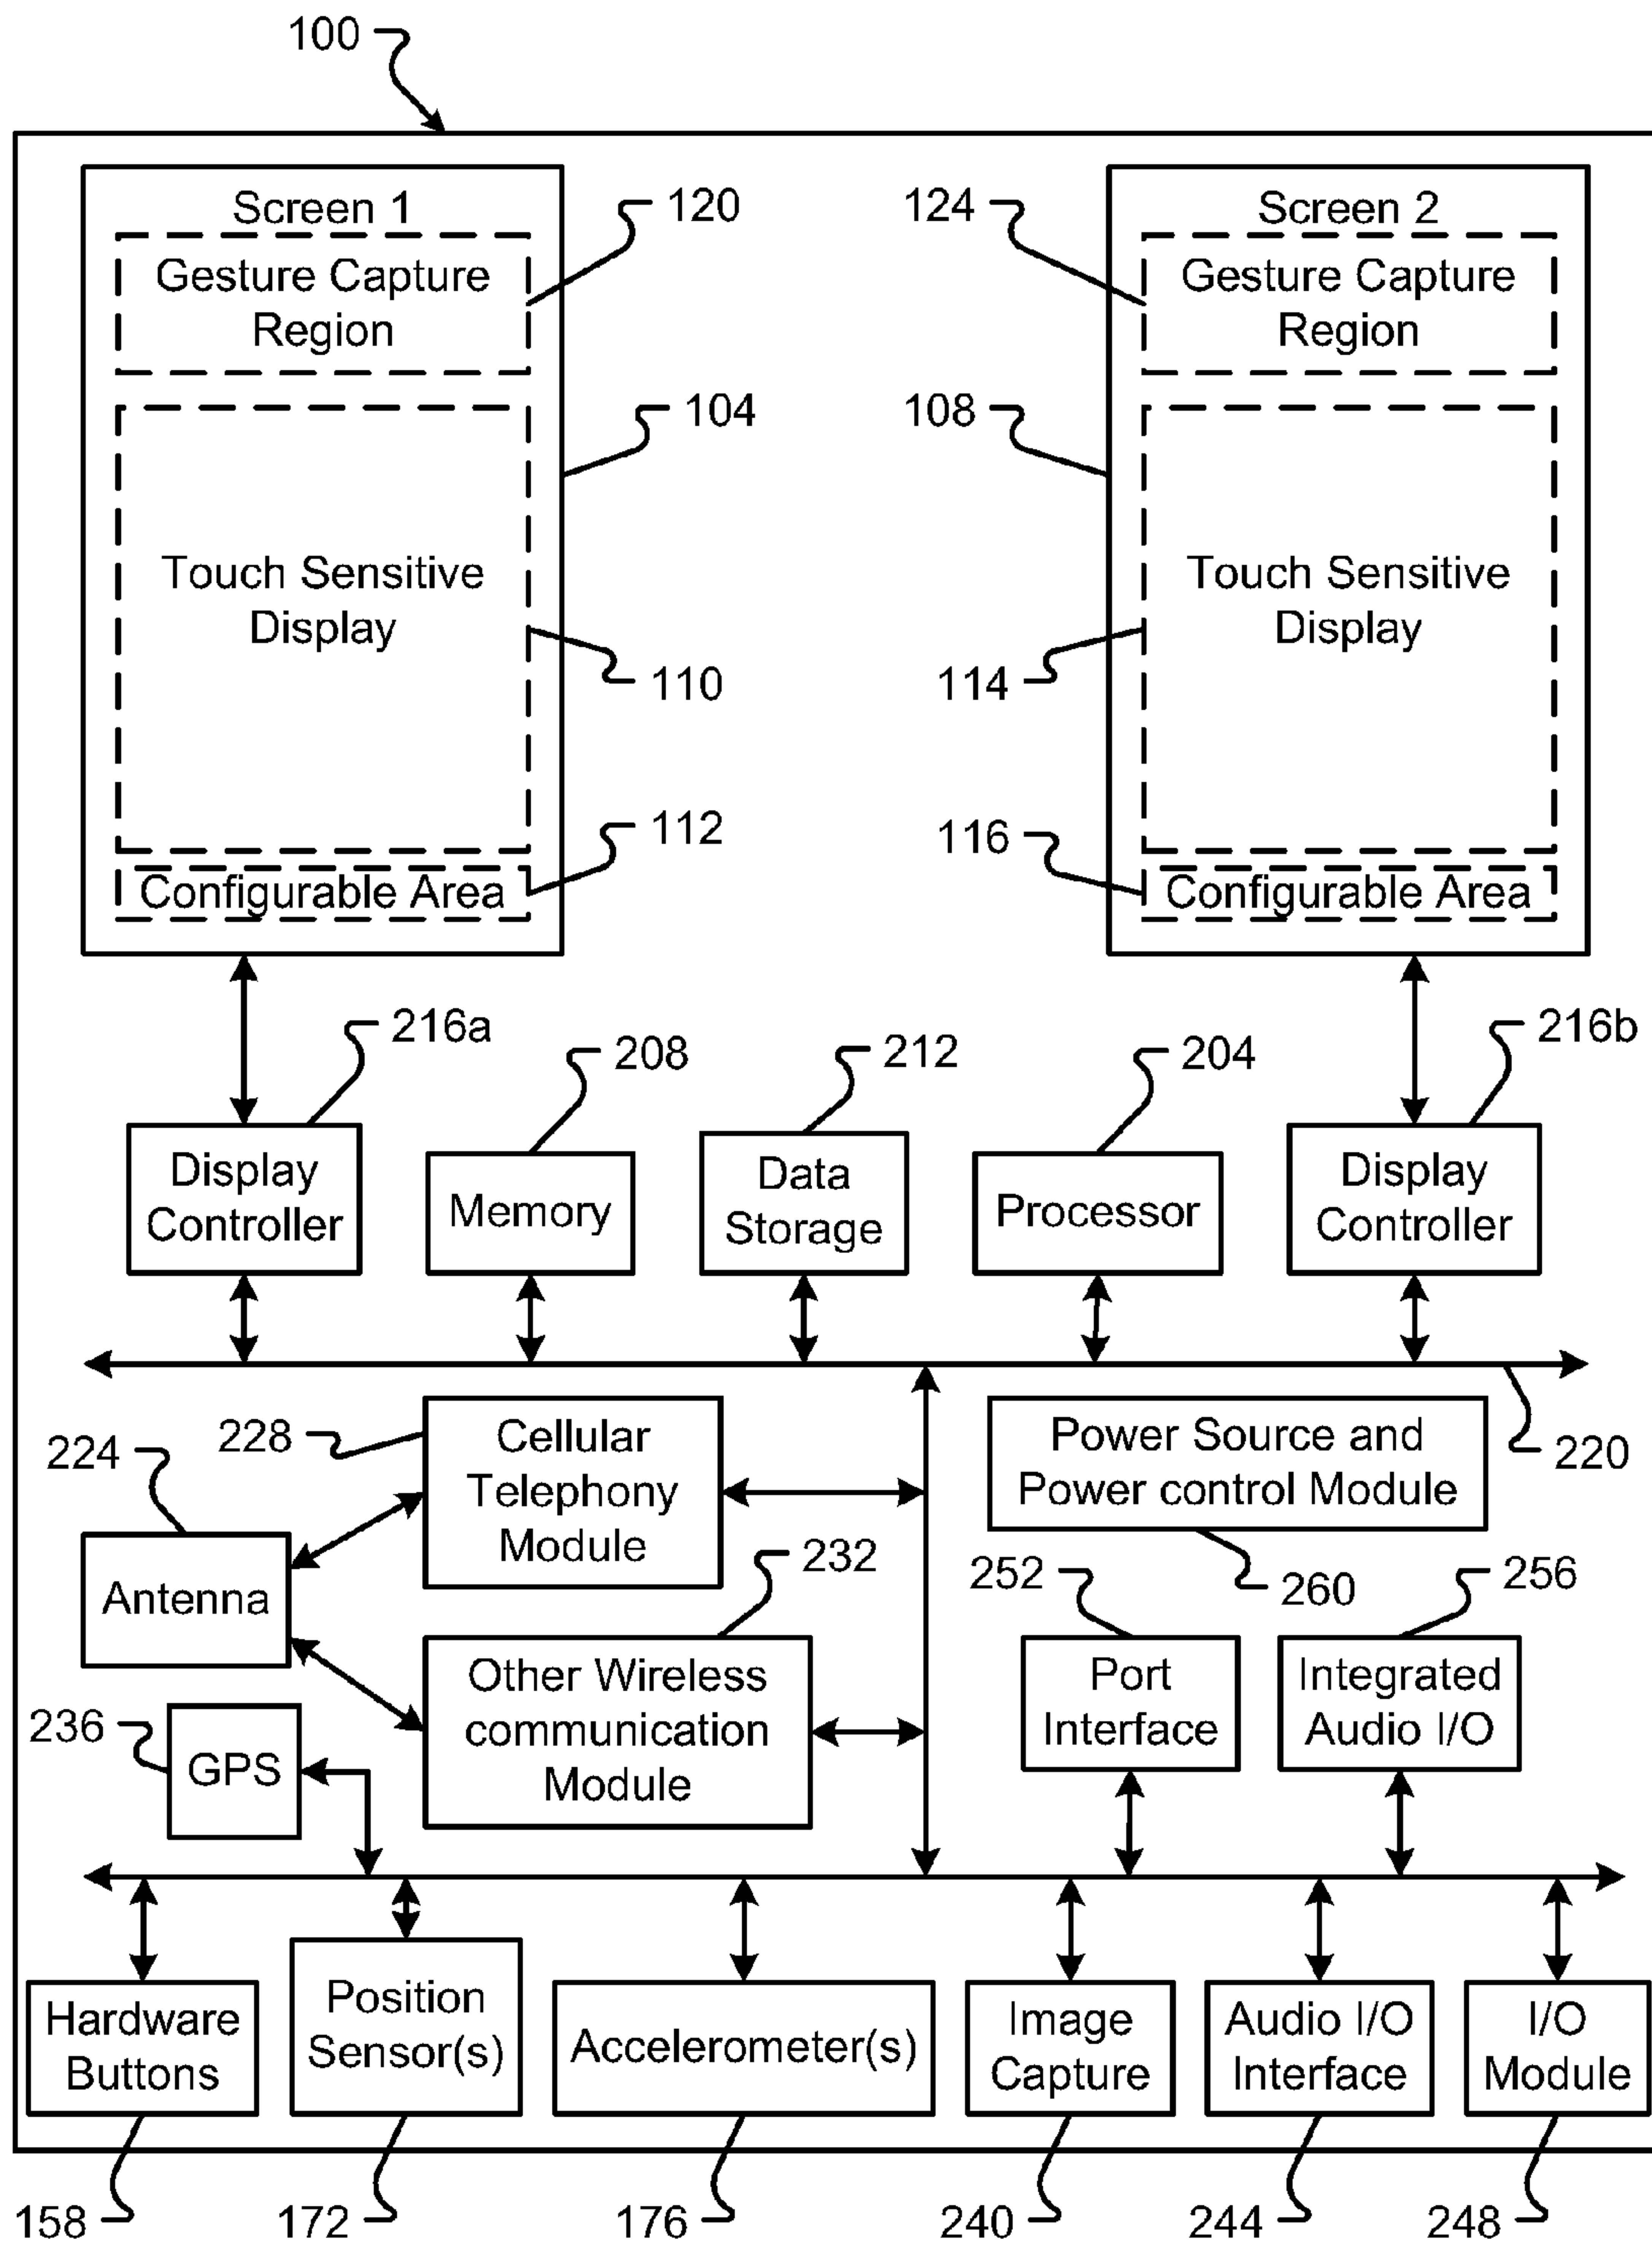 100
Screen 1
Gesture Capture
Region
120
104
Touch Sensitive
Display
110
112
Configurable Area
Screen 2
124
Gesture Capture
Region
108
Touch Sensitive
Display
114
116
Configurable Area
216a
208
212
204
216b
Display
Controller
Memory
Data
Storage
Processor
Display
Controller
220
228
Cellular
Telephony
Module
Power Source and
Power control Module
260
224
Antenna
232
Other Wireless
communication
Module
252
Port
Interface
256
Integrated
Audio I/O
236
GPS
Hardware
Buttons
Position
Sensor(s)
Accelerometer(s)
Image
Capture
Audio I/O
Interface
I/O
Module
158
172
176
240
244
248